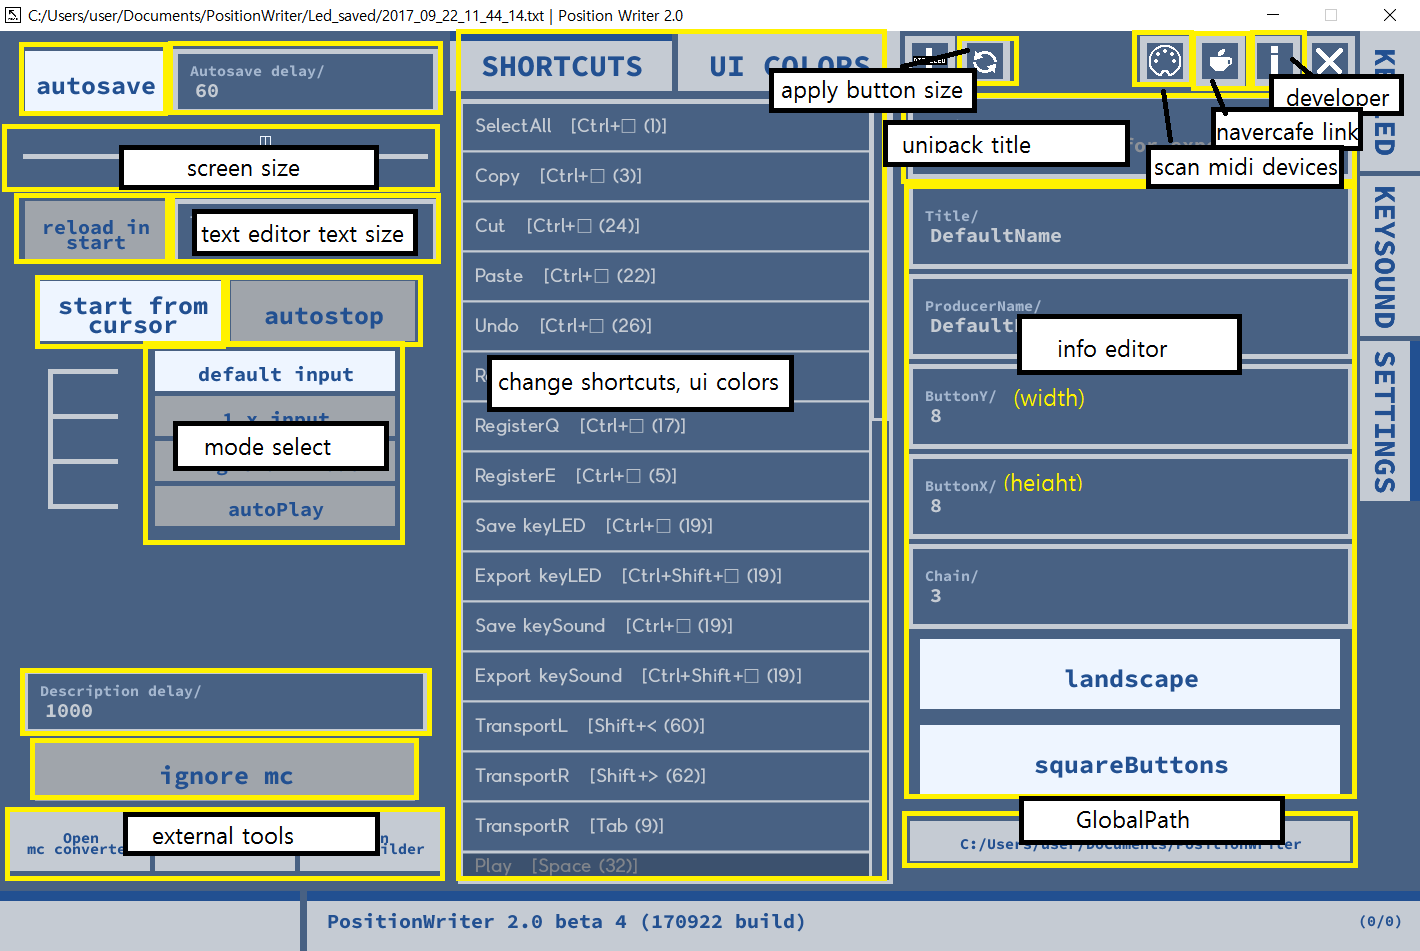 C:/Users/user/Documents/PositionWriter/Led_saved/2017_09_22_11_44_14.txt | Position Writer 2.0
autosave
Autosave delay/
60
screen size
reload in
start
text editor text size
start from
cursor
autostop
default input
mode select
autoPlay
Description delay/
1000
ignore mc
Open
mc converte
external tools
ilder
SHORTCUTS
UI COLORS
SelectAll [Ctrl+□ (1)]
Copy [Ctrl+□ (3)]
Cut [Ctrl+□ (24)]
Paste [Ctrl+□ (22)]
Undo [Ctrl+□ (26)]
change shortcuts, ui colors
RegisterQ [Ctrl+□ (17)]
RegisterE [Ctrl+□ (5)]
Save keyLED [Ctrl+□ (19)]
Export keyLED [Ctrl+Shift+□ (19)]
Save keySound [Ctrl+□ (19)]
Export keySound [Ctrl+Shift+□ (19)]
TransportL [Shift+< (60)]
TransportR [Shift+> (62)]
TransportR [Tab (9)]
Play [Space (32)]
apply button size
developer
navercafe link
scan midi devices
unipack title
Title/
DefaultName
ProducerName/
Default
info editor
ButtonY/ (width)
8
ButtonX/ (height)
8
Chain/
3
landscape
squareButtons
GlobalPath
C:/Users/user/Documents/PositionWriter
KEYSOUND
SETTINGS
PositionWriter 2.0 beta 4 (170922 build)
(0/0)